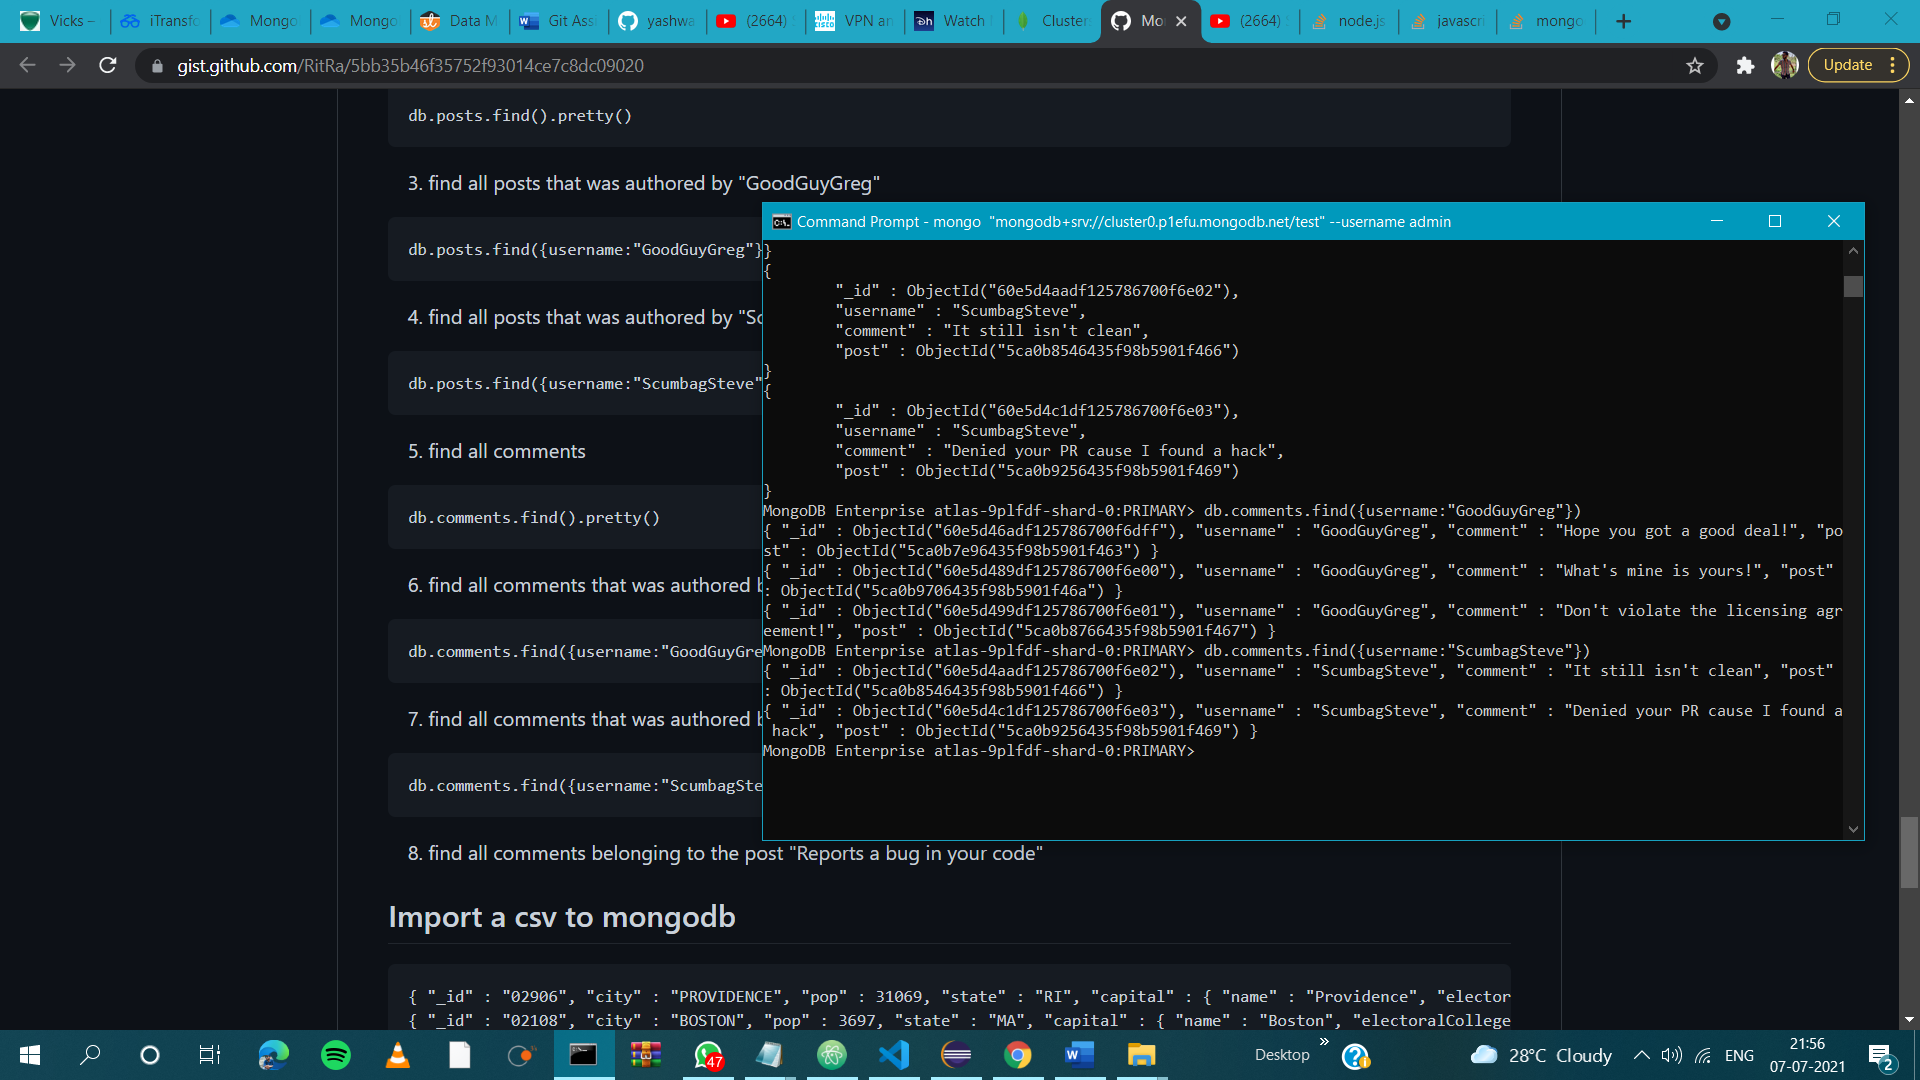 Vicks –
iTransfo
Mongo
Mongo
Data M
Git Assi
yashwa
(2664)
VPN an
Watch
Cluster
Mo
(2664)
node.js
javascri
mongo
gist.github.com/RitRa/5bb35b46f35752f93014ce7c8dc09020
Update
db.posts.find().pretty()
3. find all posts that was authored by "GoodGuyGreg"
db.posts.find({username:"GoodGuyGreg"}
4. find all posts that was authored by "Sc
db.posts.find({username:"ScumbagSteve"
5. find all comments
db.comments.find().pretty()
6. find all comments that was authored b
db.comments.find({username:"GoodGuyGre
7. find all comments that was authored b
db.comments.find({username:"ScumbagSte
8. find all comments belonging to the post "Reports a bug in your code"
Import a csv to mongodb
{ "_id" : "02906", "city" : "PROVIDENCE", "pop" : 31069, "state" : "RI", "capital" : { "name" : "Providence", "elector
{ "_id" : "02108", "city" : "BOSTON", "pop" : 3697, "state" : "MA", "capital" : { "name" : "Boston", "electoralCollege
Command Prompt - mongo "mongodb+srv://cluster0.p1efu.mongodb.net/test" --username admin
}
{
"_id" : ObjectId("60e5d4aadf125786700f6e02"),
"username" : "ScumbagSteve",
"comment" : "It still isn't clean",
"post" : ObjectId("5ca0b8546435f98b5901f466")
}
{
"_id" : ObjectId("60e5d4c1df125786700f6e03"),
"username" : "ScumbagSteve",
"comment" : "Denied your PR cause I found a hack",
"post" : ObjectId("5ca0b9256435f98b5901f469")
}
MongoDB Enterprise atlas-9plfdf-shard-0:PRIMARY> db.comments.find({username:"GoodGuyGreg"})
{ "_id" : ObjectId("60e5d46adf125786700f6dff"), "username" : "GoodGuyGreg", "comment" : "Hope you got a good deal!", "po
st" : ObjectId("5ca0b7e96435f98b5901f463") }
{ "_id" : ObjectId("60e5d489df125786700f6e00"), "username" : "GoodGuyGreg", "comment" : "What's mine is yours!", "post"
: ObjectId("5ca0b9706435f98b5901f46a") }
{ "_id" : ObjectId("60e5d499df125786700f6e01"), "username" : "GoodGuyGreg", "comment" : "Don't violate the licensing agr
eement!", "post" : ObjectId("5ca0b8766435f98b5901f467") }
MongoDB Enterprise atlas-9plfdf-shard-0:PRIMARY> db.comments.find({username:"ScumbagSteve"})
{ "_id" : ObjectId("60e5d4aadf125786700f6e02"), "username" : "ScumbagSteve", "comment" : "It still isn't clean", "post"
: ObjectId("5ca0b8546435f98b5901f466") }
{ "_id" : ObjectId("60e5d4c1df125786700f6e03"), "username" : "ScumbagSteve", "comment" : "Denied your PR cause I found a
hack", "post" : ObjectId("5ca0b9256435f98b5901f469") }
MongoDB Enterprise atlas-9plfdf-shard-0:PRIMARY>
47
Desktop
28°C Cloudy
ENG
21:56
07-07-2021
2